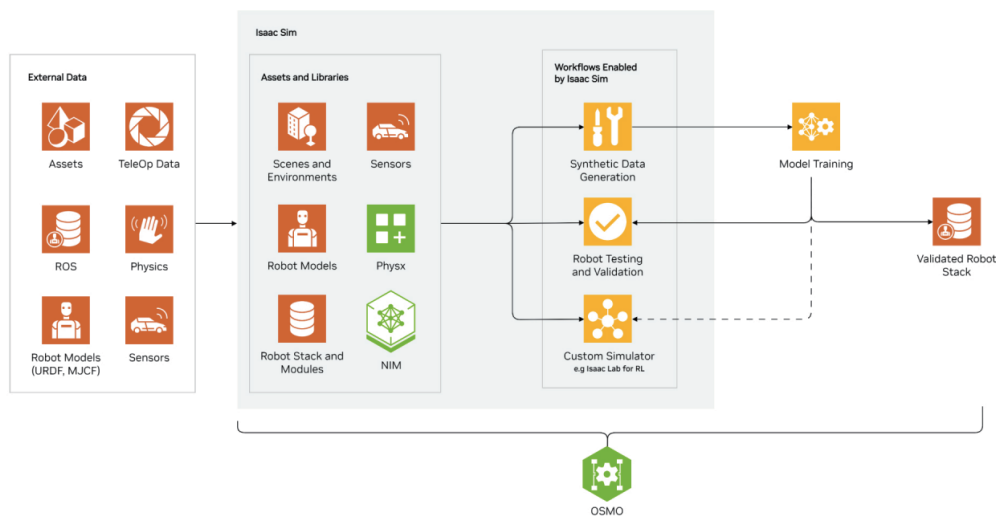 Isaac Sim
External Data
Assets
TeleOp Data
ROS
Physics
Robot Models
(URDF, MJCF)
Sensors
Assets and Libraries
Scenes and
Environments
Sensors
Robot Models
Physx
Robot Stack and
Modules
NIM
Workflows Enabled
by Isaac Sim
Synthetic Data
Generation
Robot Testing
and Validation
Custom Simulator
e.g Isaac Lab for RL
Model Training
Validated Robot
Stack
OSMO